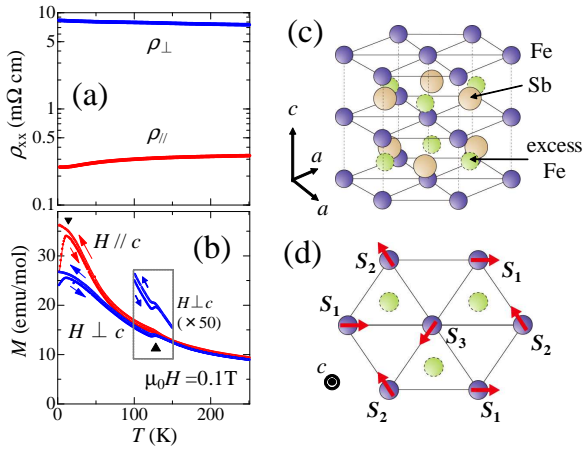 (a)
ρ⊥
ρ//
ρxx (mΩ cm)
10
5
1
0.5
0.1
(b)
H // c
H ⊥ c
H ⊥ c
(×50)
μ0H =0.1T
M (emu/mol)
40
30
20
10
0
100
200
T (K)
(c)
Fe
Sb
excess
Fe
c
a
a
(d)
S2
S1
S1
S3
S2
c
S2
S1